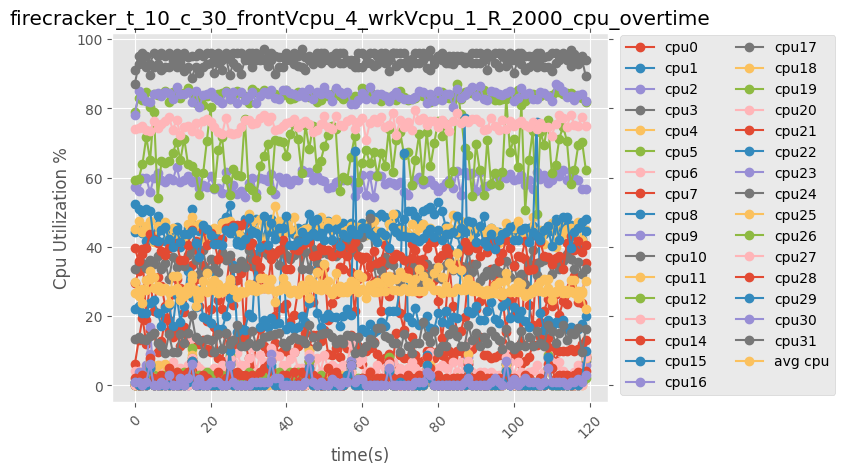 firecracker_t_10_c_30_frontVcpu_4_wrkVcpu_1_R_2000_cpu_overtime
100
80
60
40
20
0
Cpu Utilization %
0 20 40 60 80 100 120
time(s)
cpu0
cpu1
cpu2
cpu3
cpu4
cpu5
cpu6
cpu7
cpu8
cpu9
cpu10
cpu11
cpu12
cpu13
cpu14
cpu15
cpu16
cpu17
cpu18
cpu19
cpu20
cpu21
cpu22
cpu23
cpu24
cpu25
cpu26
cpu27
cpu28
cpu29
cpu30
cpu31
avg cpu